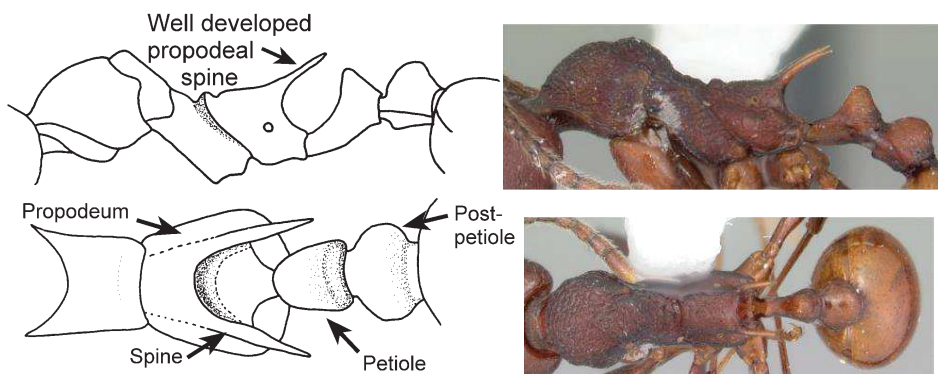 Well developed
propodeal
spine
Propodeum
Post-
petiole
Spine
Petiole